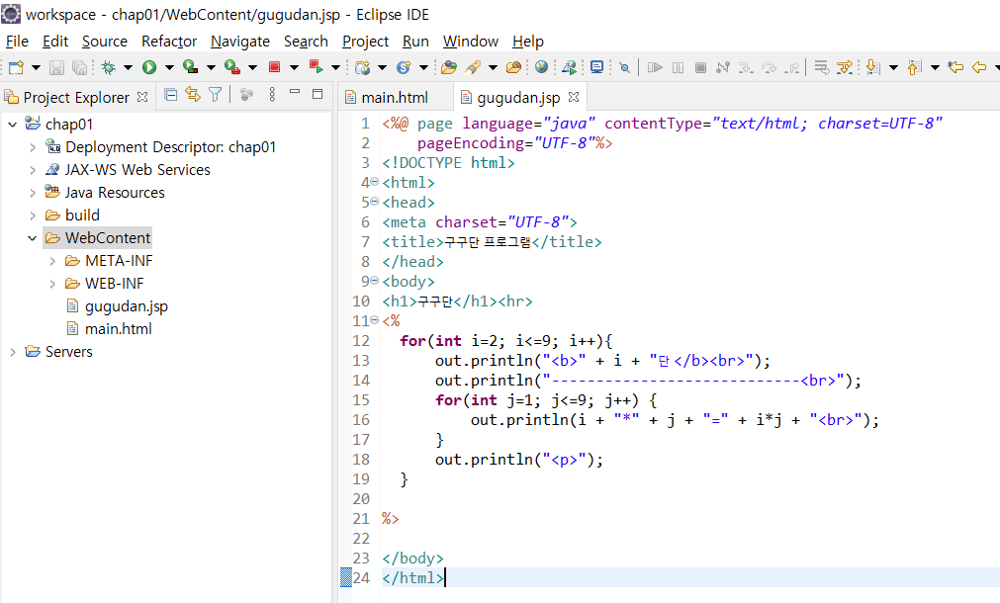 workspace - chap01/WebContent/gugudan.jsp - Eclipse IDE
File Edit Source Refactor Navigate Search Project Run Window Help
Project Explorer
chap01
Deployment Descriptor: chap01
JAX-WS Web Services
Java Resources
build
WebContent
META-INF
WEB-INF
gugudan.jsp
main.html
Servers
main.html gugudan.jsp
1 <%@ page language="java" contentType="text/html; charset=UTF-8"
2     pageEncoding="UTF-8"%>
3 <!DOCTYPE html>
4 <html>
5 <head>
6 <meta charset="UTF-8">
7 <title>구구단 프로그램</title>
8 </head>
9 <body>
10 <h1>구구단</h1><hr>
11 <%
12   for(int i=2; i<=9; i++){
13       out.println("<b>" + i + "단</b><br>");
14       out.println("----------------------------<br>");
15       for(int j=1; j<=9; j++) {
16           out.println(i + "*" + j + "=" + i*j + "<br>");
17       }
18       out.println("<p>");
19   }
20
21 %>
22
23 </body>
24 </html>